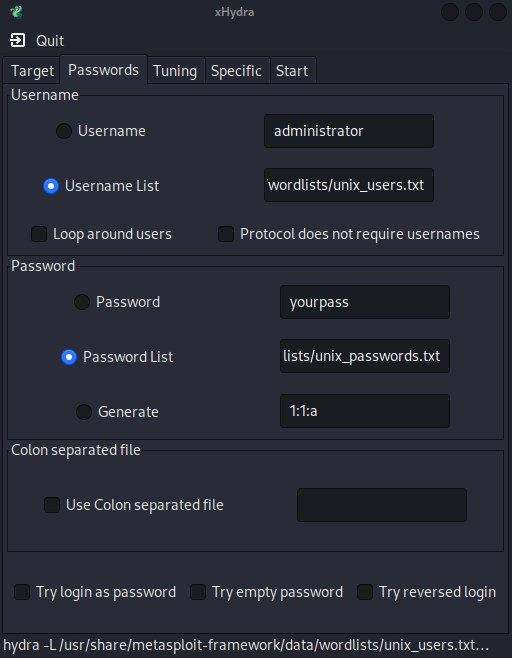 xHydra
Quit
Target Passwords Tuning Specific Start
Username
Username administrator
Username List wordlists/unix_users.txt
Loop around users Protocol does not require usernames
Password
Password yourpass
Password List lists/unix_passwords.txt
Generate 1:1:a
Colon separated file
Use Colon separated file
Try login as password Try empty password Try reversed login
hydra -L /usr/share/metasploit-framework/data/wordlists/unix_users.txt…